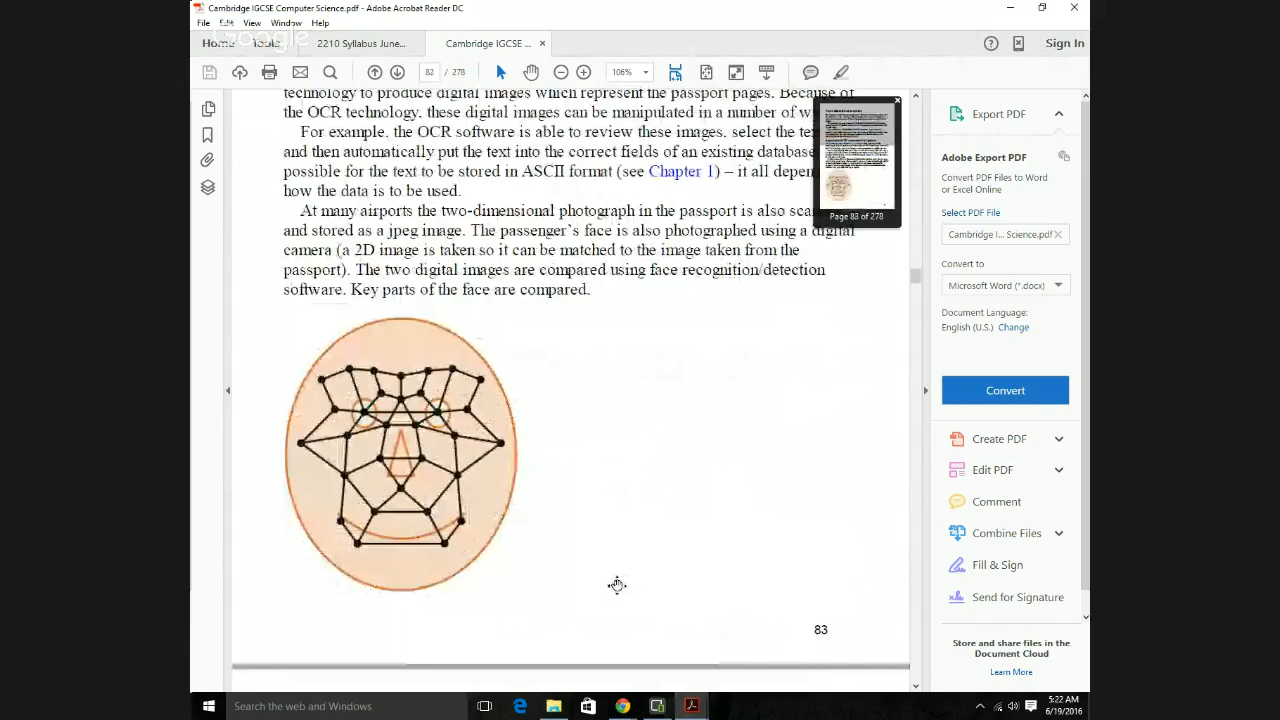 Cambridge IGCSE Computer Science.pdf - Adobe Acrobat Reader DC
File Edit View Window Help
Google
Home Tools 2210 Syllabus June... Cambridge IGCSE ... Sign In
82 / 278 106%
technology to produce digital images which represent the passport pages. Because of
the OCR technology, these digital images can be manipulated in a number of w
For example, the OCR software is able to review these images, select the te
and then automatically put the text into the correct fields of an existing database
possible for the text to be stored in ASCII format (see Chapter 1) – it all depen
how the data is to be used.
At many airports the two-dimensional photograph in the passport is also sca
and stored as a jpeg image. The passenger's face is also photographed using a digital
camera (a 2D image is taken so it can be matched to the image taken from the
passport). The two digital images are compared using face recognition/detection
software. Key parts of the face are compared.
83
Page 83 of 278
Export PDF
Adobe Export PDF
Convert PDF Files to Word
or Excel Online
Select PDF File
Cambridge I... Science.pdf
Convert to
Microsoft Word (*.docx)
Document Language:
English (U.S.) Change
Convert
Create PDF
Edit PDF
Comment
Combine Files
Fill & Sign
Send for Signature
Store and share files in the
Document Cloud
Learn More
Search the web and Windows
5:22 AM
6/19/2016